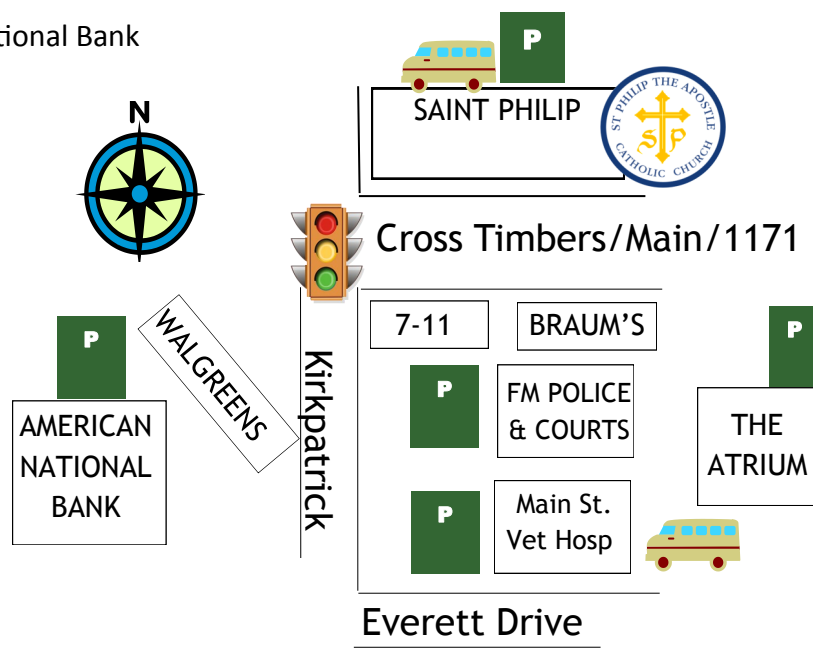 tional Bank
P
SAINT PHILIP
ST PHILIP THE APOSTLE
SP
CATHOLIC CHURCH
N
Cross Timbers/Main/1171
7-11
BRAUM'S
P
WALGREENS
Kirkpatrick
P
P
FM POLICE
& COURTS
AMERICAN
NATIONAL
BANK
THE
ATRIUM
P
Main St.
Vet Hosp
Everett Drive